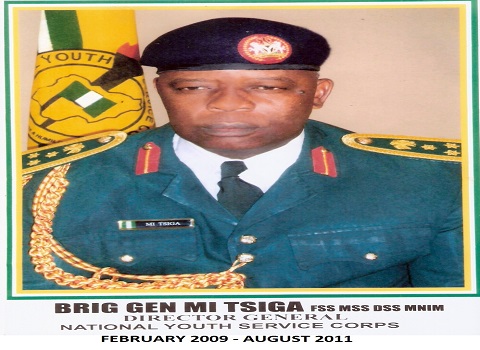 YOUTH
MI TSIGA
BRIG GEN MI TSIGA FSS MSS DSS MNIM
DIRECTOR GENERAL
NATIONAL YOUTH SERVICE CORPS
FEBRUARY 2009 - AUGUST 2011